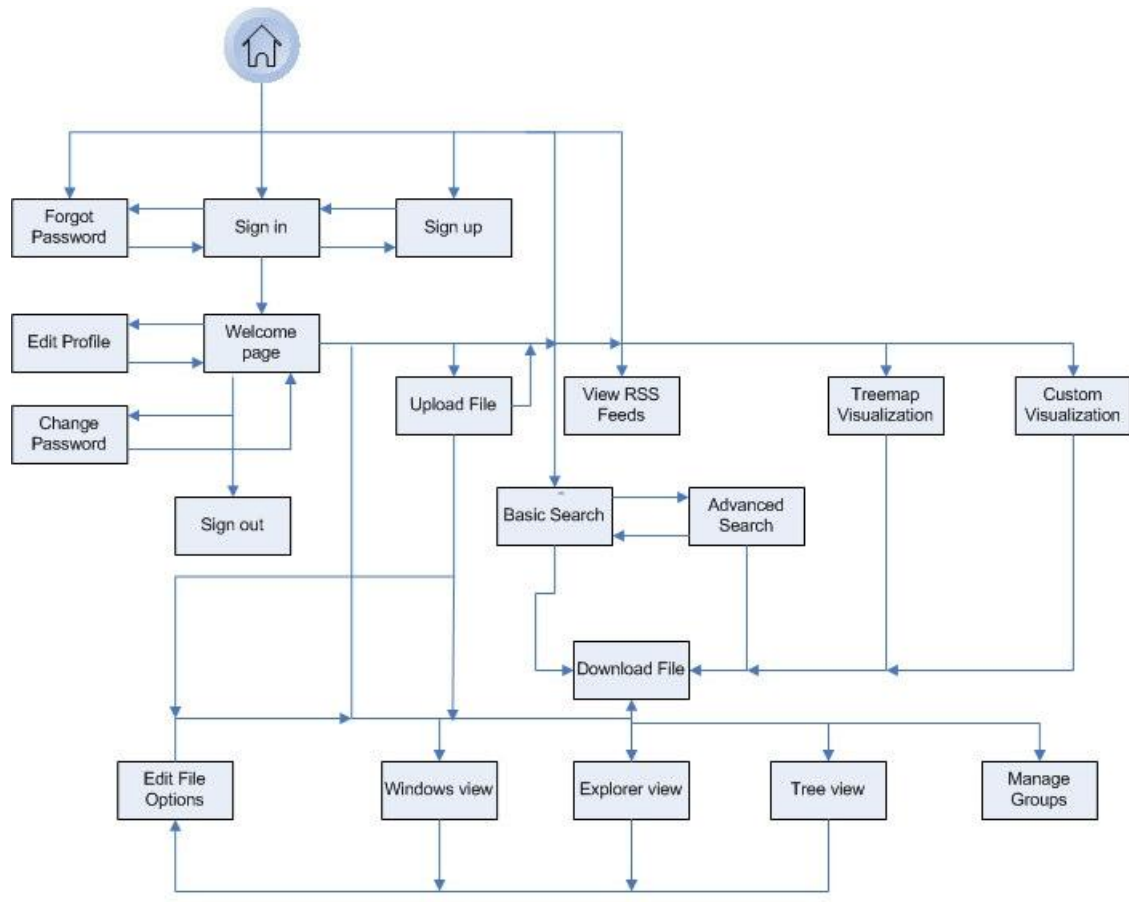 Forgot
Password
Sign in
Sign up
Edit Profile
Welcome
page
Change
Password
Upload File
View RSS
Feeds
Treemap
Visualization
Custom
Visualization
Sign out
Basic Search
Advanced
Search
Download File
Edit File
Options
Windows view
Explorer view
Tree view
Manage
Groups